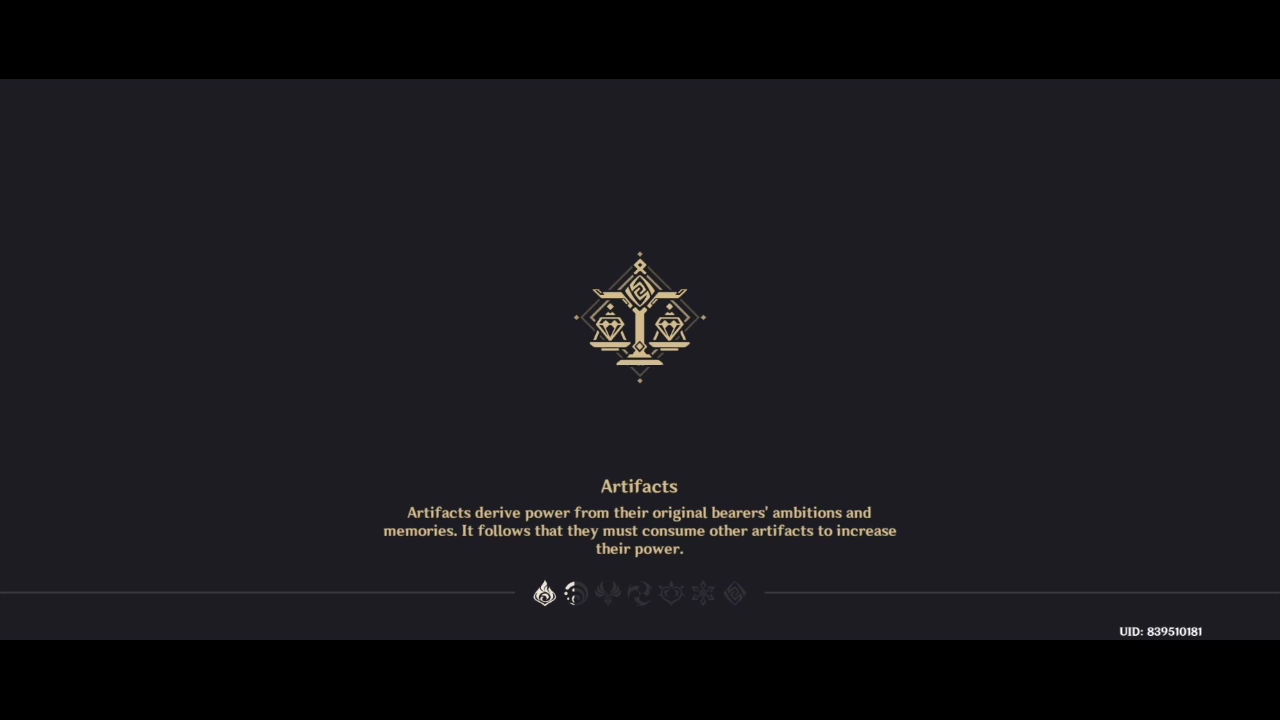 Artifacts
Artifacts derive power from their original bearers' ambitions and
memories. It follows that they must consume other artifacts to increase
their power.
UID: 839510181